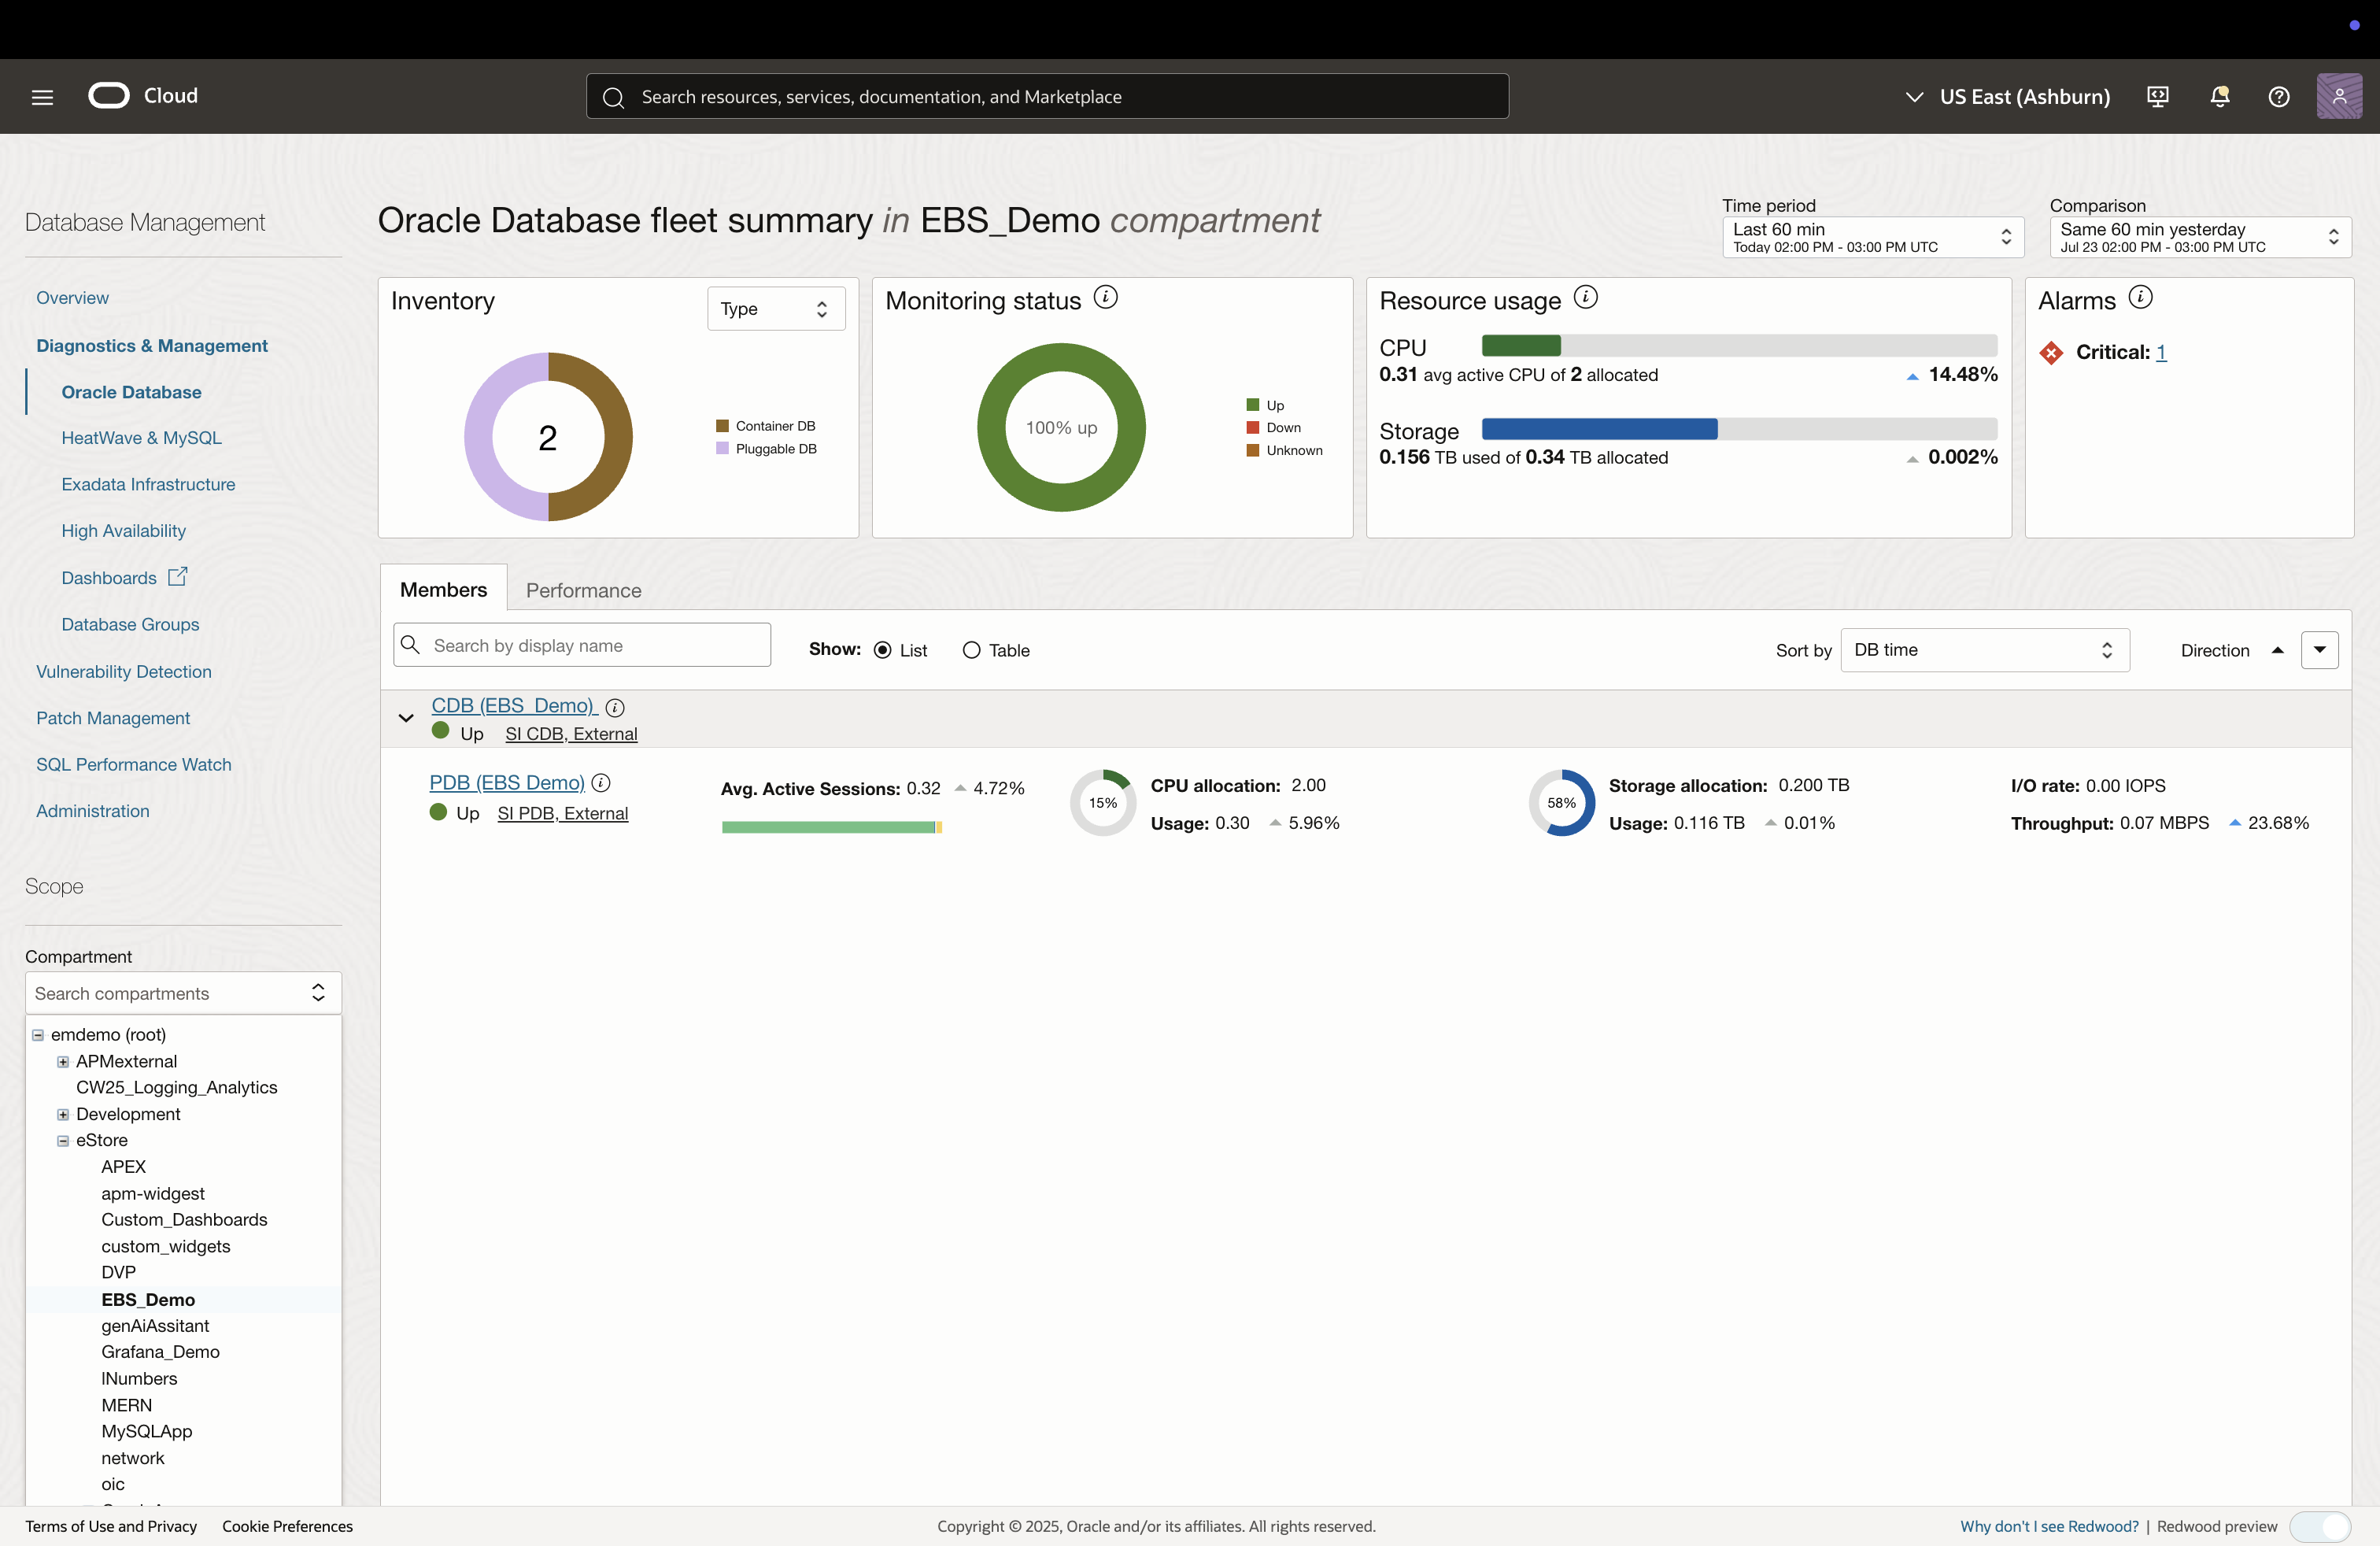 Cloud
Search resources, services, documentation, and Marketplace
US East (Ashburn)
Database Management
Overview
Diagnostics & Management
Oracle Database
HeatWave & MySQL
Exadata Infrastructure
High Availability
Dashboards
Database Groups
Vulnerability Detection
Patch Management
SQL Performance Watch
Administration
Scope
Compartment
Search compartments
emdemo (root)
APMexternal
CW25_Logging_Analytics
Development
eStore
APEX
apm-widgest
Custom_Dashboards
custom_widgets
DVP
EBS_Demo
genAiAssitant
Grafana_Demo
INumbers
MERN
MySQLApp
network
oic
Oracle Database fleet summary in EBS_Demo compartment
Time period
Last 60 min
Today 02:00 PM - 03:00 PM UTC
Comparison
Same 60 min yesterday
Jul 23 02:00 PM - 03:00 PM UTC
Inventory
Type
2
Container DB
Pluggable DB
Monitoring status
100% up
Up
Down
Unknown
Resource usage
CPU
0.31 avg active CPU of 2 allocated
14.48%
Storage
0.156 TB used of 0.34 TB allocated
0.002%
Alarms
Critical: 1
Members
Performance
Search by display name
Show:
List
Table
Sort by
DB time
Direction
CDB (EBS_Demo)
Up SI CDB, External
PDB (EBS Demo)
Up SI PDB, External
Avg. Active Sessions: 0.32 4.72%
15%
CPU allocation: 2.00
Usage: 0.30 5.96%
58%
Storage allocation: 0.200 TB
Usage: 0.116 TB 0.01%
I/O rate: 0.00 IOPS
Throughput: 0.07 MBPS 23.68%
Terms of Use and Privacy
Cookie Preferences
Copyright © 2025, Oracle and/or its affiliates. All rights reserved.
Why don't I see Redwood? | Redwood preview